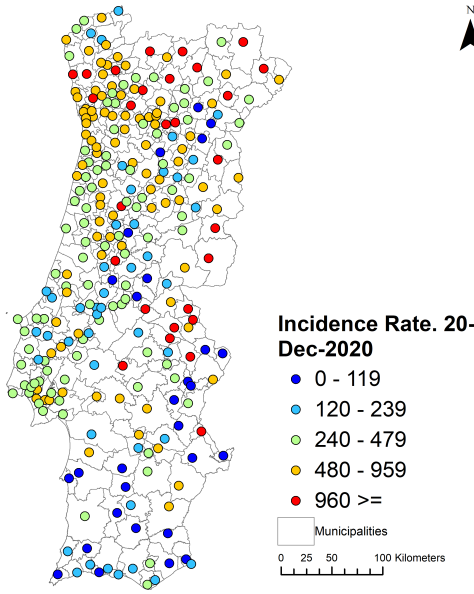 N
Incidence Rate. 20-
Dec-2020
0 - 119
120 - 239
240 - 479
480 - 959
960 >=
Municipalities
0 25 50 100 Kilometers